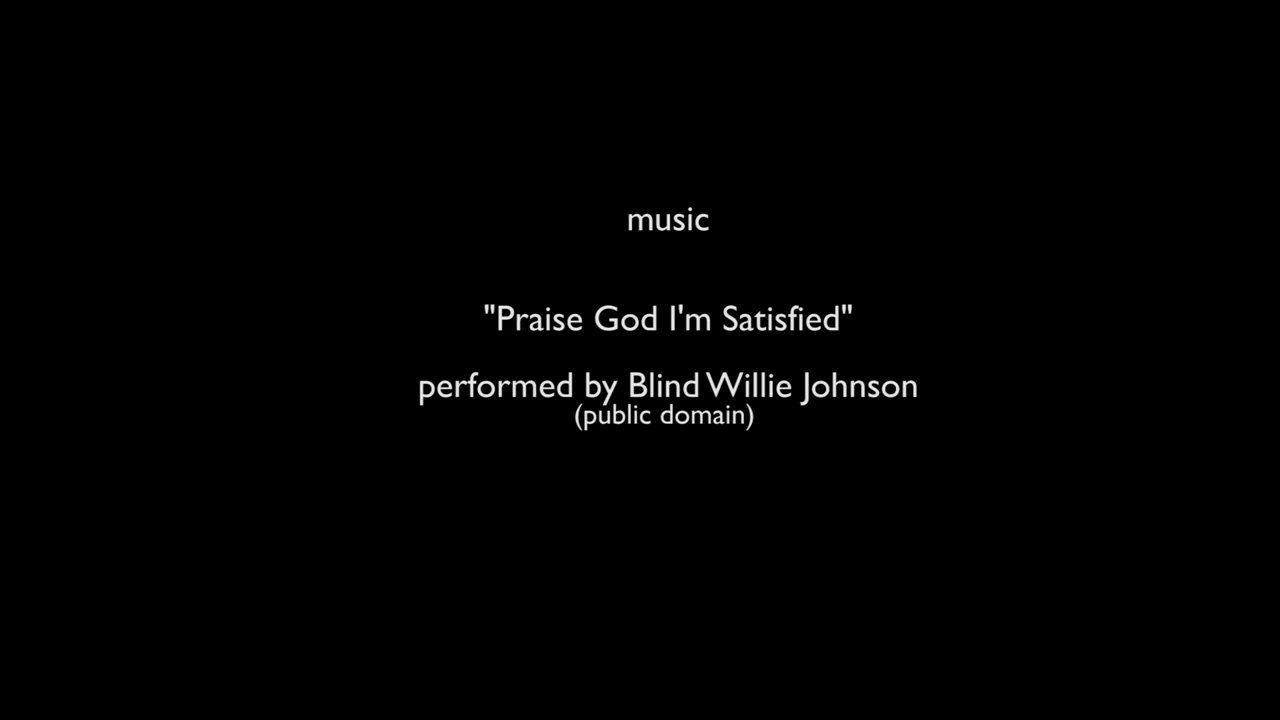 music
"Praise God I'm Satisfied"
performed by Blind Willie Johnson
(public domain)